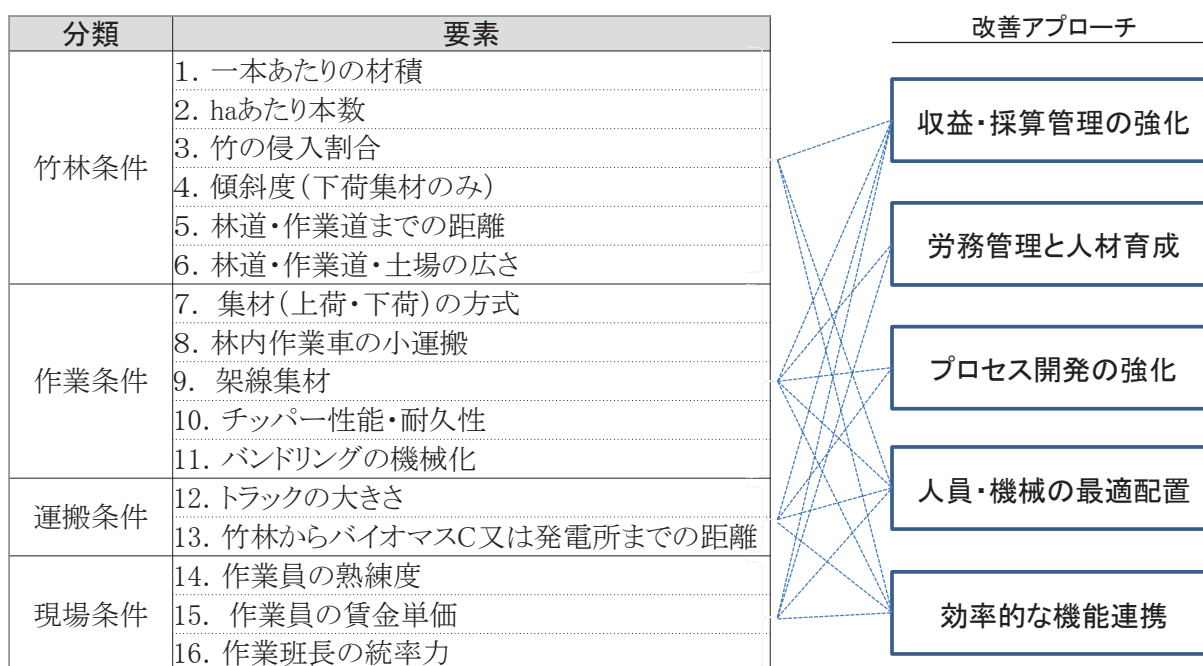 分類 要素
竹林条件
1. 一本あたりの材積
2. haあたり本数
3. 竹の侵入割合
4. 傾斜度(下荷集材のみ)
5. 林道・作業道までの距離
6. 林道・作業道・土場の広さ
作業条件
7. 集材(上荷・下荷)の方式
8. 林内作業車の小運搬
9. 架線集材
10. チッパー性能・耐久性
11. バンドリングの機械化
運搬条件
12. トラックの大きさ
13. 竹林からバイオマスC又は発電所までの距離
現場条件
14. 作業員の熟練度
15. 作業員の賃金単価
16. 作業班長の統率力
改善アプローチ
収益・採算管理の強化
労務管理と人材育成
プロセス開発の強化
人員・機械の最適配置
効率的な機能連携